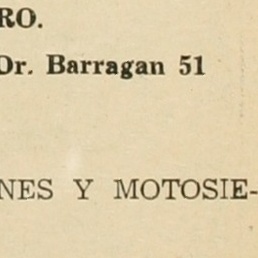 RO.
Dr. Barragan 51
NES Y MOTOSIE-